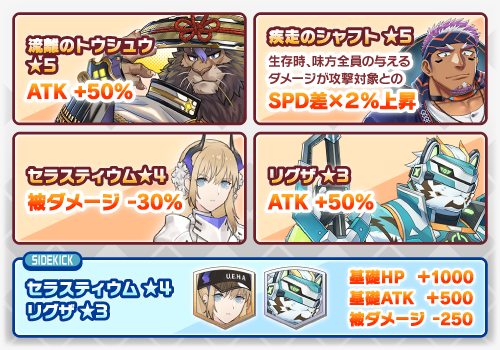 流離のトウシュウ
★5
ATK +50%
疾走のシャフト ★5
生存時、味方全員の与える
ダメージが攻撃対象との
SPD差×2%上昇
セラスティウム★4
被ダメージ -30%
リグザ ★3
ATK +50%
SIDEKICK
セラスティウム ★4
リグザ ★3
U.E.H.A
基礎HP +1000
基礎ATK +500
被ダメージ -250